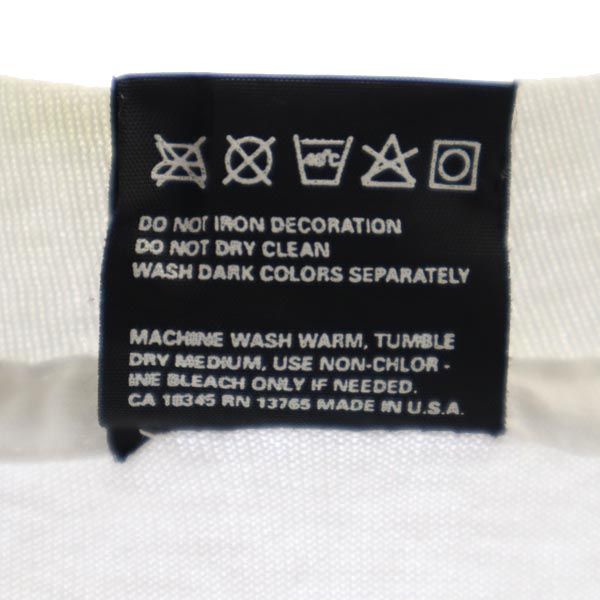 40°C
DO NOT IRON DECORATION
DO NOT DRY CLEAN
WASH DARK COLORS SEPARATELY
MACHINE WASH WARM, TUMBLE
DRY MEDIUM, USE NON-CHLOR -
INE BLEACH ONLY IF NEEDED.
CA 18345 RN 13765 MADE IN U.S.A.